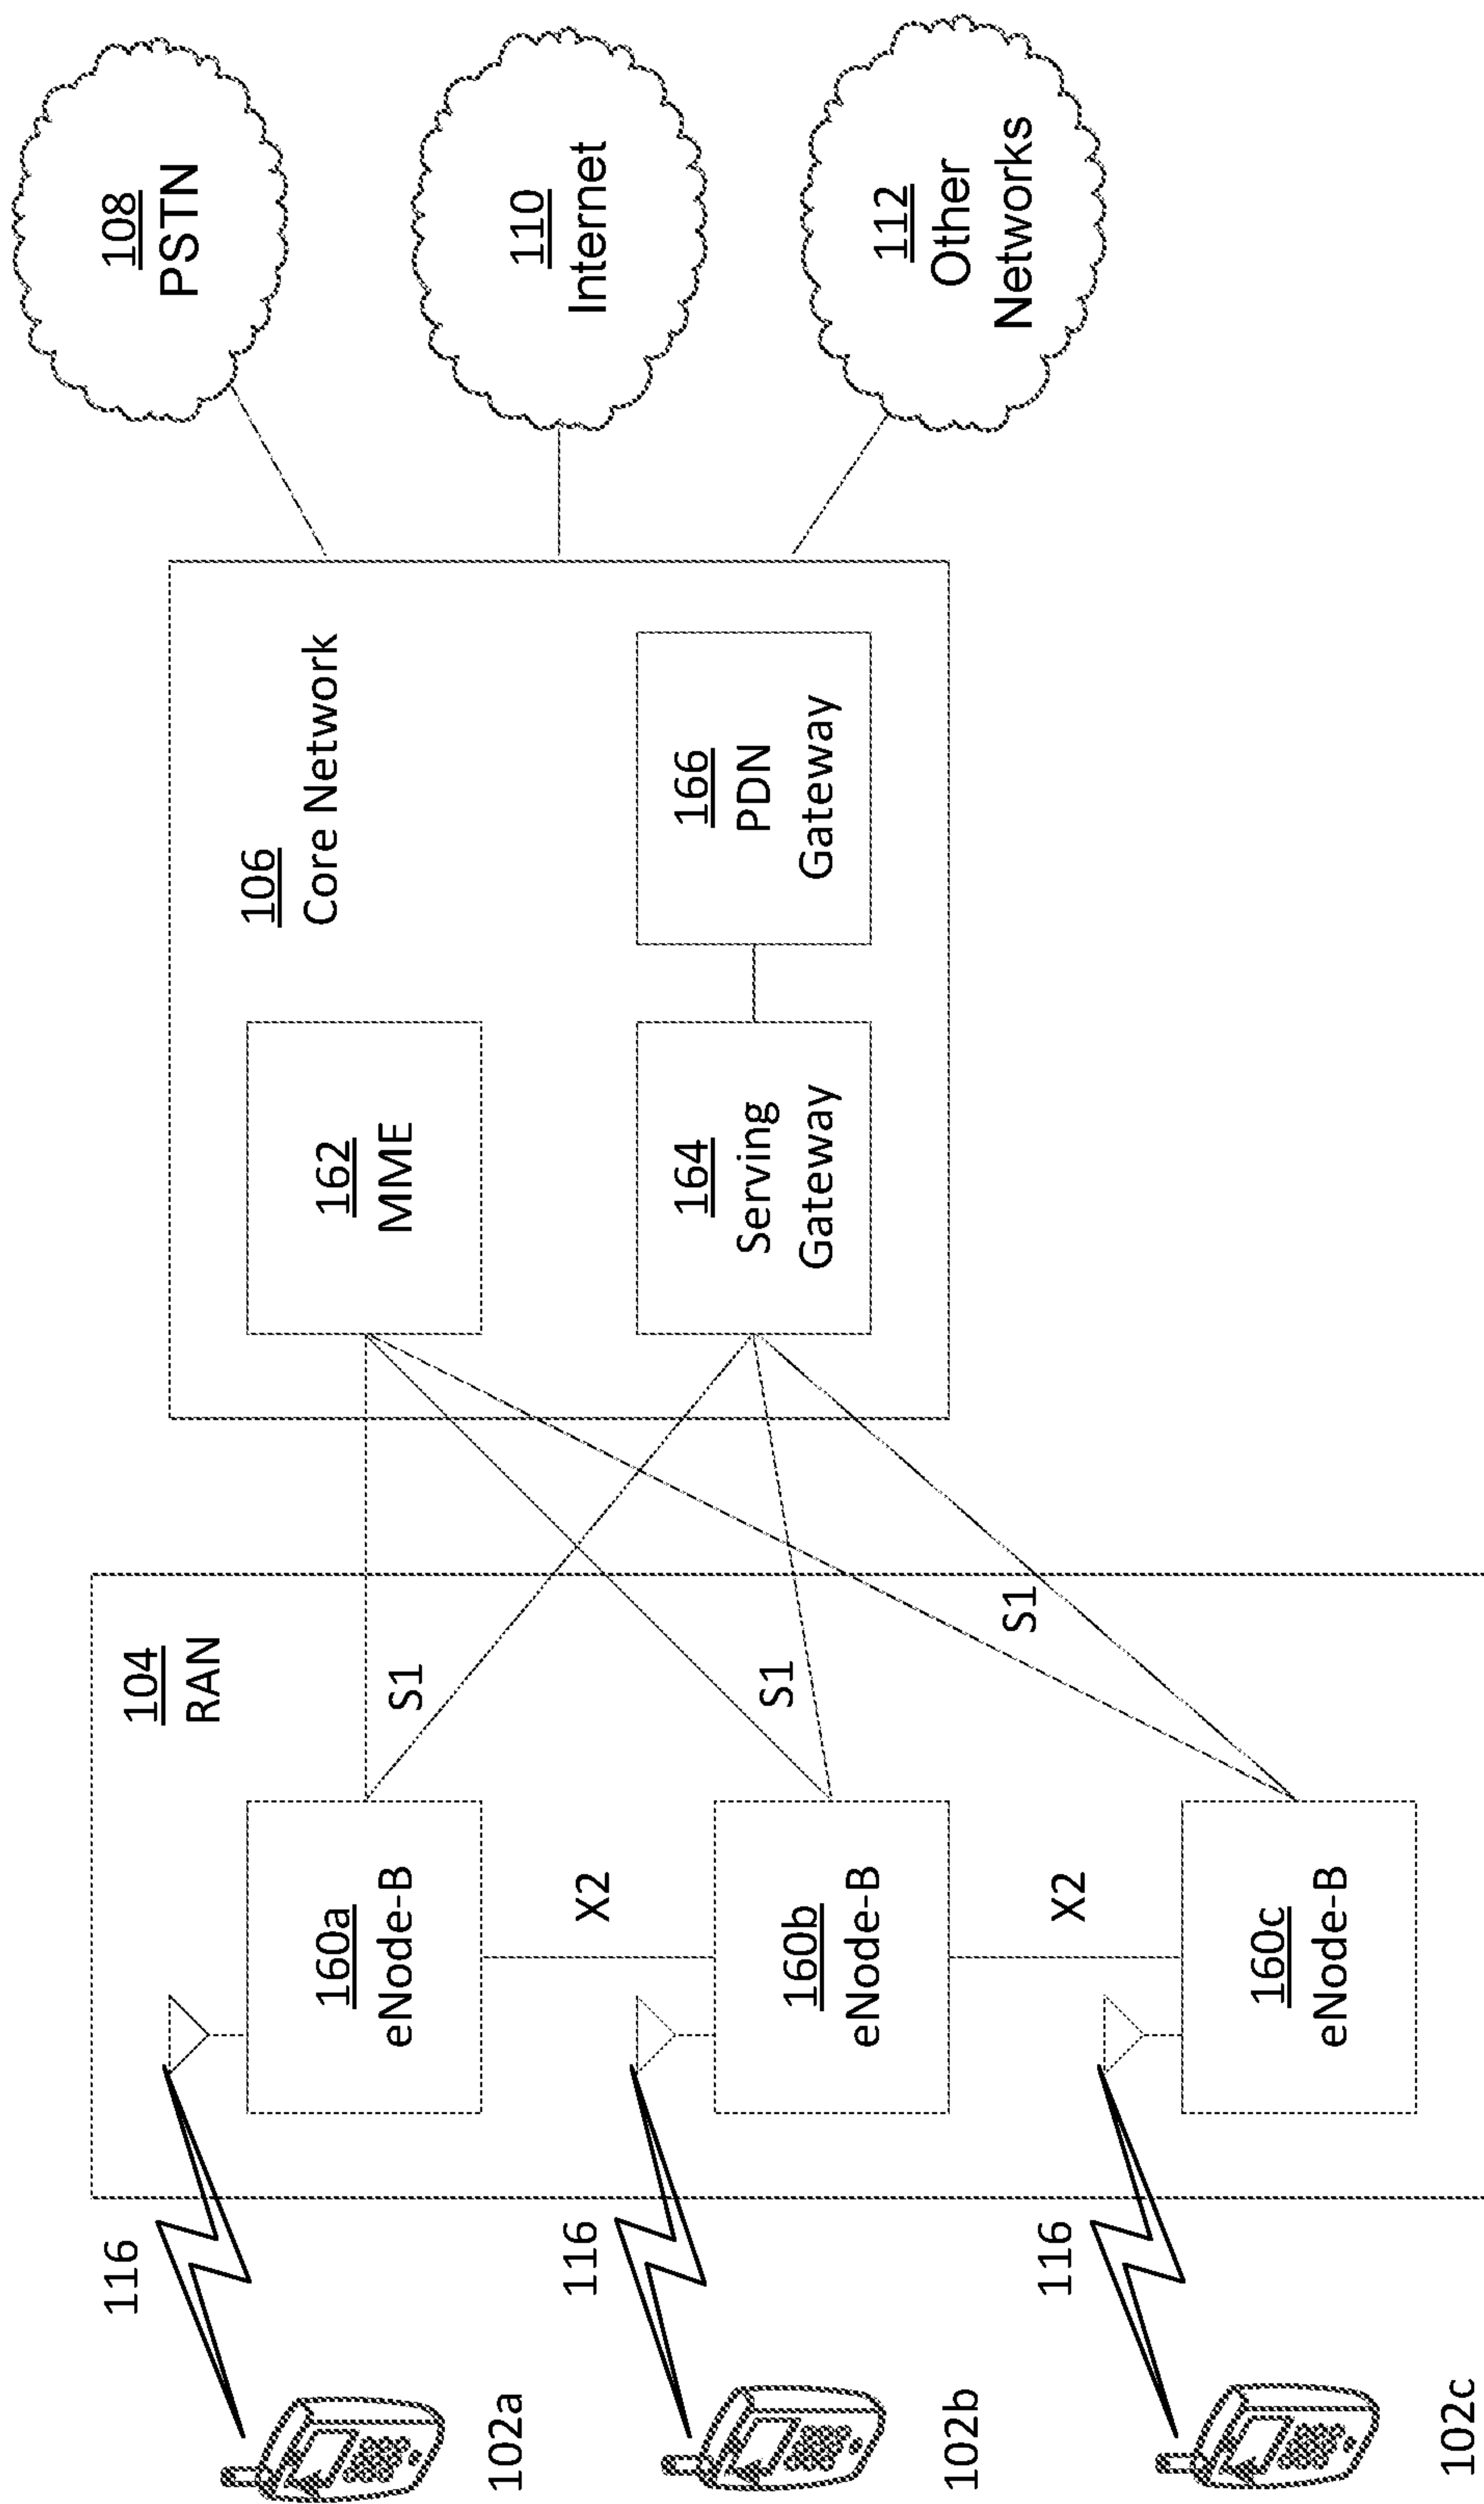 116
102a
116
102b
116
102c
104
RAN
160a
eNode-B
X2
160b
eNode-B
X2
160c
eNode-B
S1
S1
S1
106
Core Network
162
MME
164
Serving
Gateway
166
PDN
Gateway
108
PSTN
110
Internet
112
Other
Networks